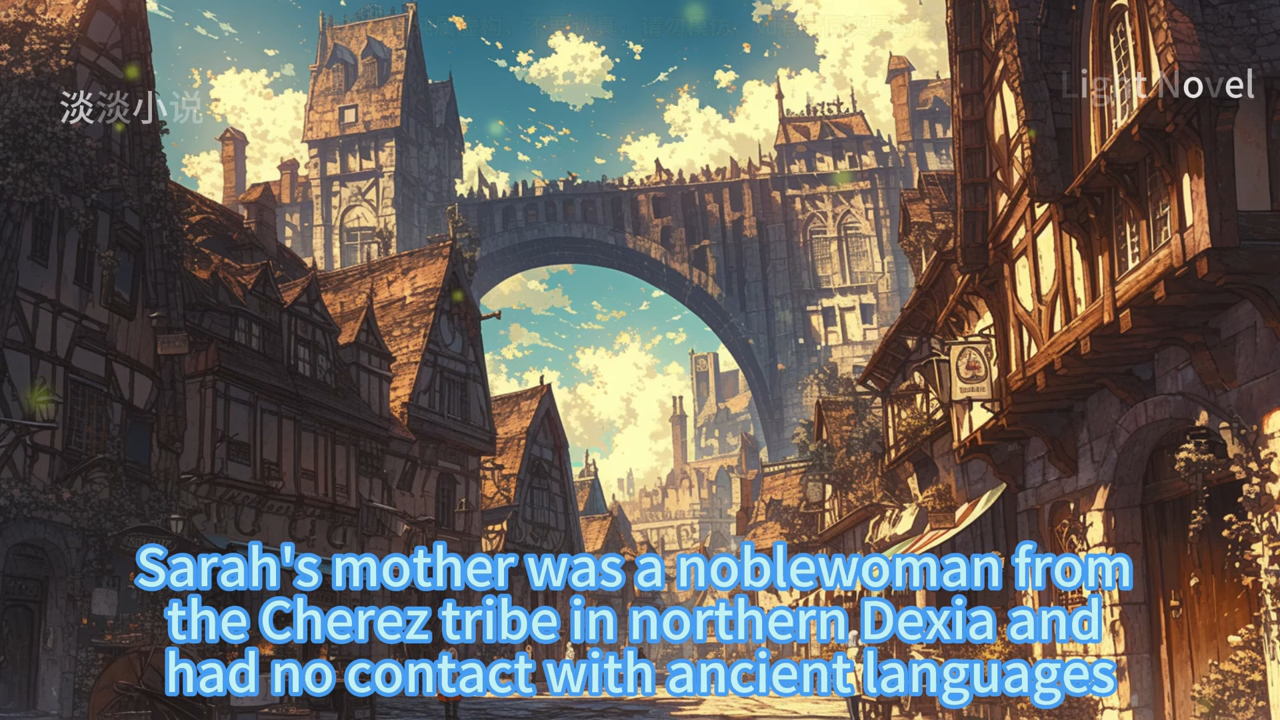 淡淡小说
Light Novel
Sarah's mother was a noblewoman from
the Cherez tribe in northern Dexia and
had no contact with ancient languages